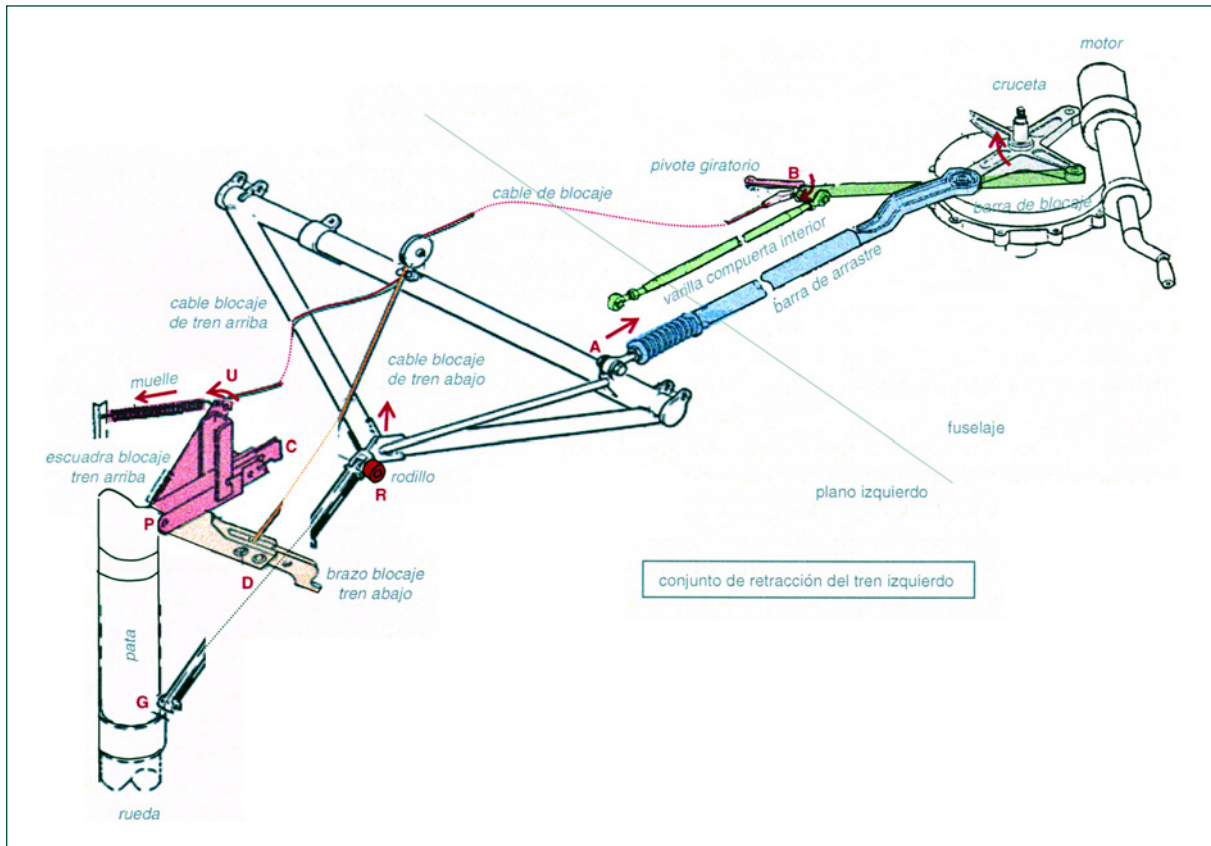 motor
cruceta
pivote giratorio
B
cable de blocaje
barra de blocaje
varilla compuerta interior
barra de arrastre
cable blocaje
de tren arriba
A
cable blocaje
de tren abajo
muelle
U
fuselaje
C
escuadra blocaje
tren arriba
rodillo
R
plano izquierdo
P
D
brazo blocaje
tren abajo
conjunto de retracción del tren izquierdo
pata
G
rueda